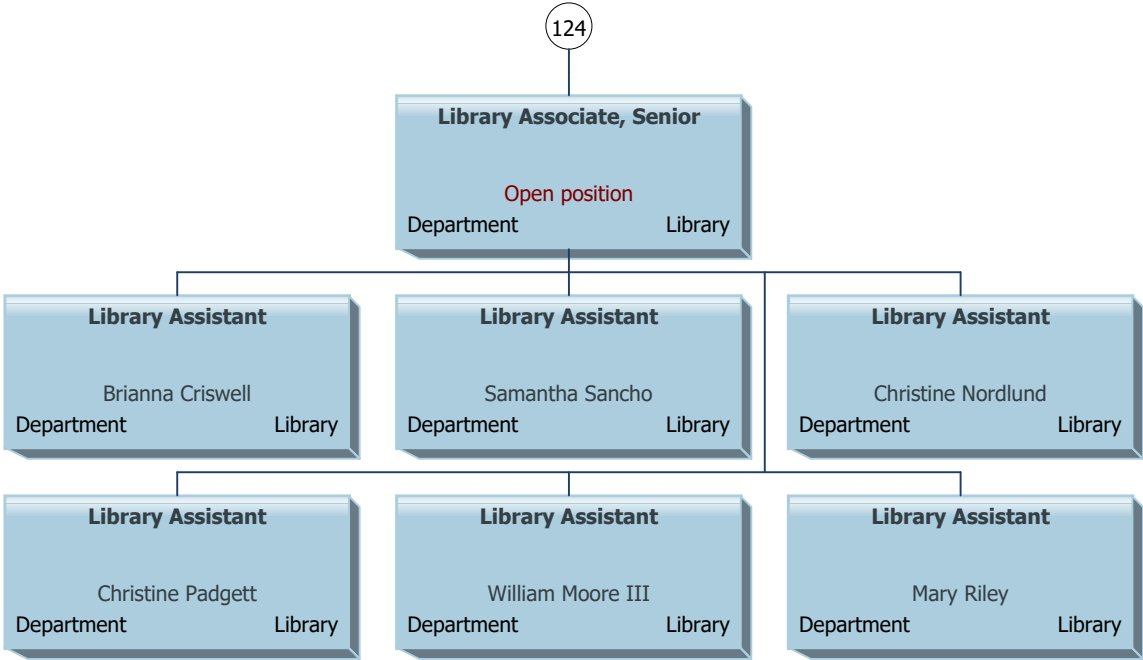 124
Library Associate, Senior
Open position
Department Library
Library Assistant
Brianna Criswell
Department Library
Library Assistant
Samantha Sancho
Department Library
Library Assistant
Christine Nordlund
Department Library
Library Assistant
Christine Padgett
Department Library
Library Assistant
William Moore III
Department Library
Library Assistant
Mary Riley
Department Library